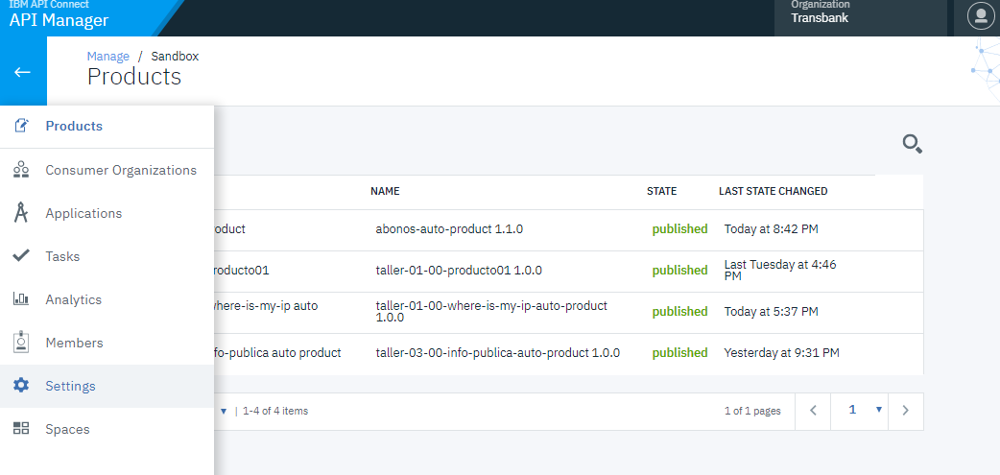 IBM API Connect
API Manager
Organization
Transbank
Manage / Sandbox
Products
Products
Consumer Organizations
Applications
Tasks
Analytics
Members
Settings
Spaces
NAME STATE LAST STATE CHANGED
oduct abonos-auto-product 1.1.0 published Today at 8:42 PM
roducto01 taller-01-00-producto01 1.0.0 published Last Tuesday at 4:46
PM
here-is-my-ip auto taller-01-00-where-is-my-ip-auto-product
1.0.0 published Today at 5:37 PM
fo-publica auto product taller-03-00-info-publica-auto-product 1.0.0 published Yesterday at 9:31 PM
| 1-4 of 4 items 1 of 1 pages 1